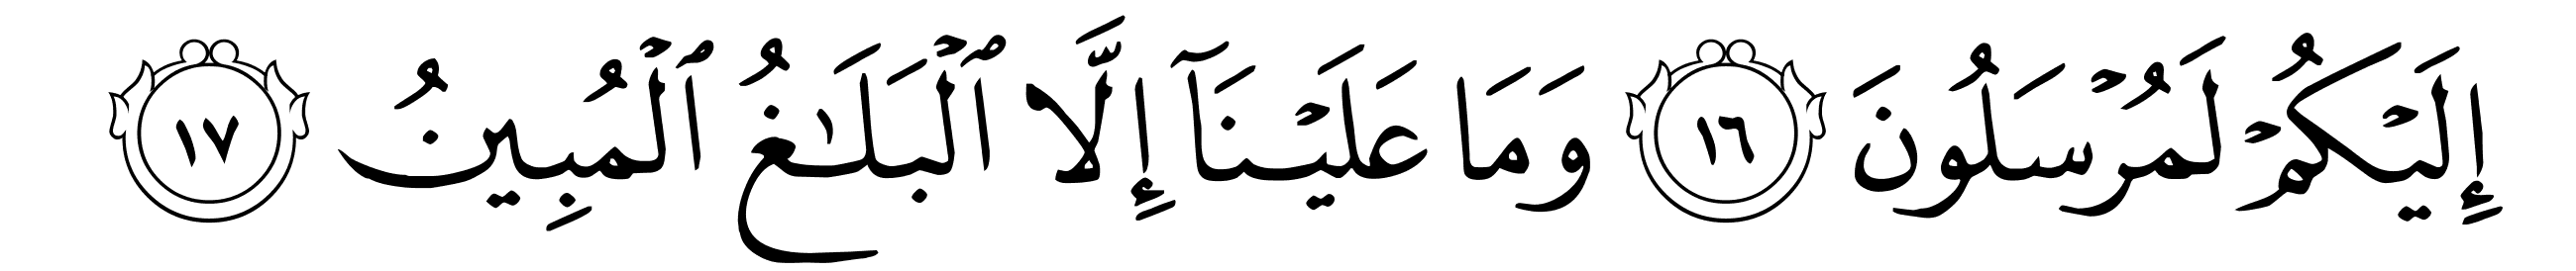 إِلَيْكُمْ لَمُرْسَلُونَ ١٦ وَمَا عَلَيْنَآ إِلَّا ٱلْبَلَـٰغُ ٱلْمُبِينُ ١٧